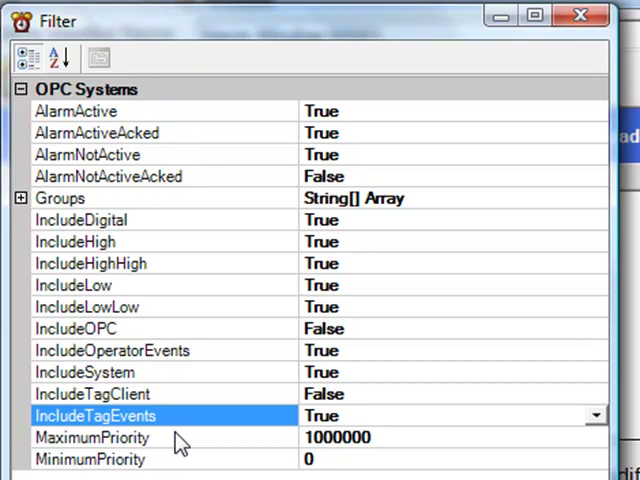 Filter
OPC Systems
AlarmActive True
AlarmActiveAcked True
AlarmNotActive True
AlarmNotActiveAcked False
Groups String[] Array
IncludeDigital True
IncludeHigh True
IncludeHighHigh True
IncludeLow True
IncludeLowLow True
IncludeOPC False
IncludeOperatorEvents True
IncludeSystem True
IncludeTagClient False
IncludeTagEvents True
MaximumPriority 1000000
MinimumPriority 0